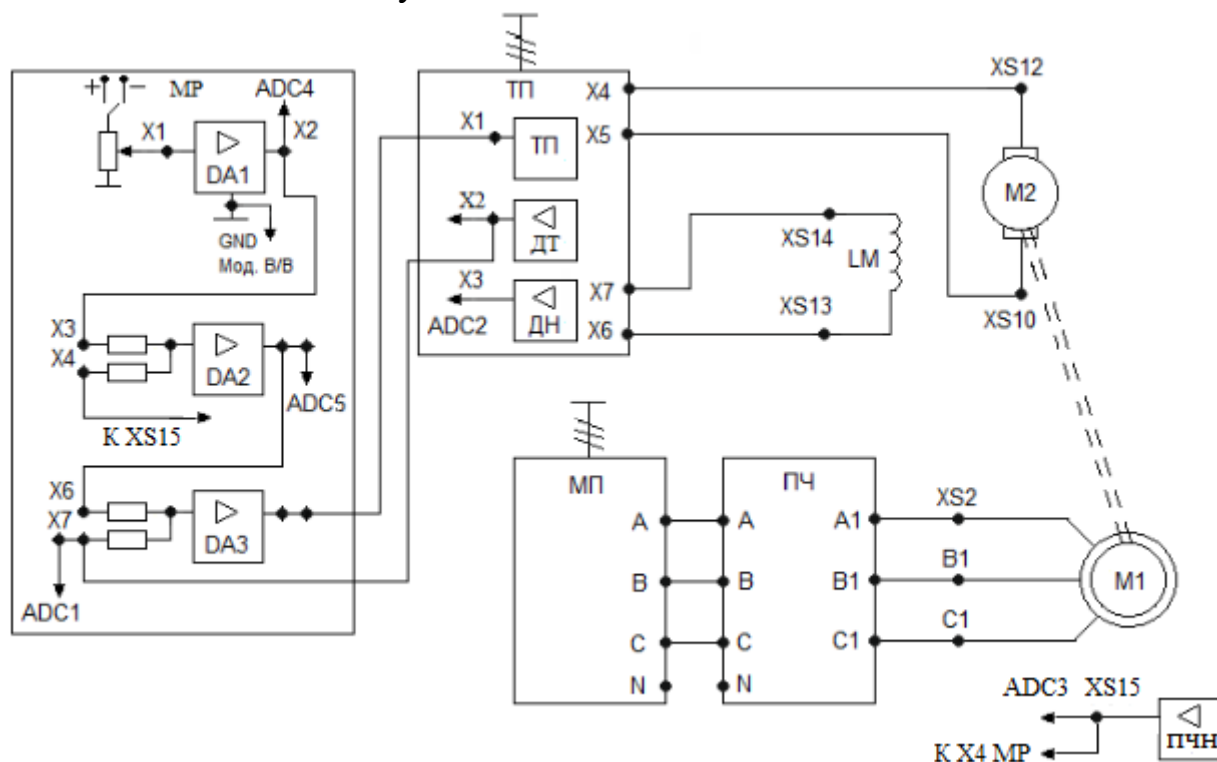 у
+ – МР ADC4
X1 X2
DA1
GND
Мод. В/В
X3
X4
DA2
ADC5
К XS15
X6
X7
DA3
ADC1
ТП X4
X1 X5
ТП
X2
ДТ
X3
ADC2 ДН
X7
X6
XS12
M2
XS14
LM
XS13
XS10
МП ПЧ
A A A1 XS2
B B B1 B1
C C C1 C1
N N
M1
ADC3 XS15
К X4 МР
ПЧН